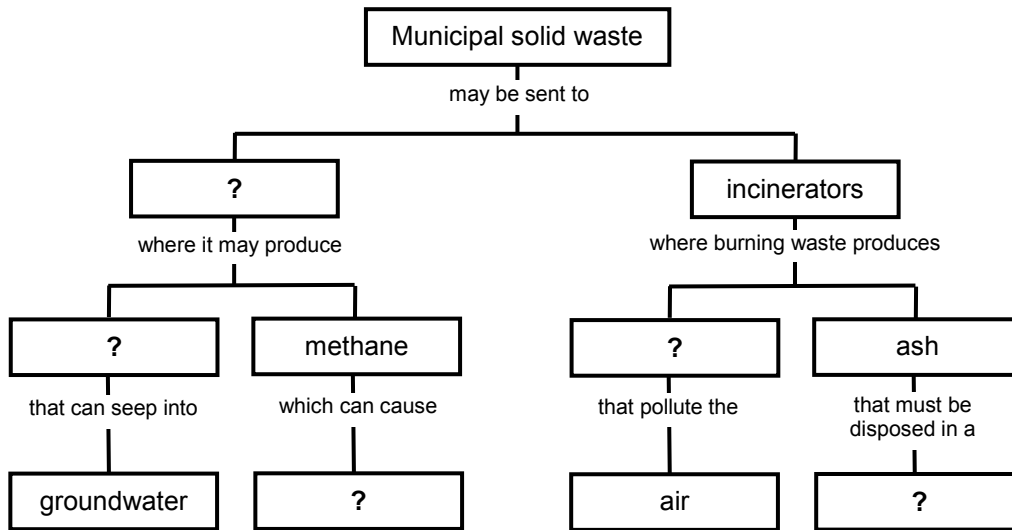 Municipal solid waste
may be sent to
?
incinerators
where it may produce
where burning waste produces
?
methane
?
ash
that can seep into
which can cause
that pollute the
that must be
disposed in a
groundwater
?
air
?